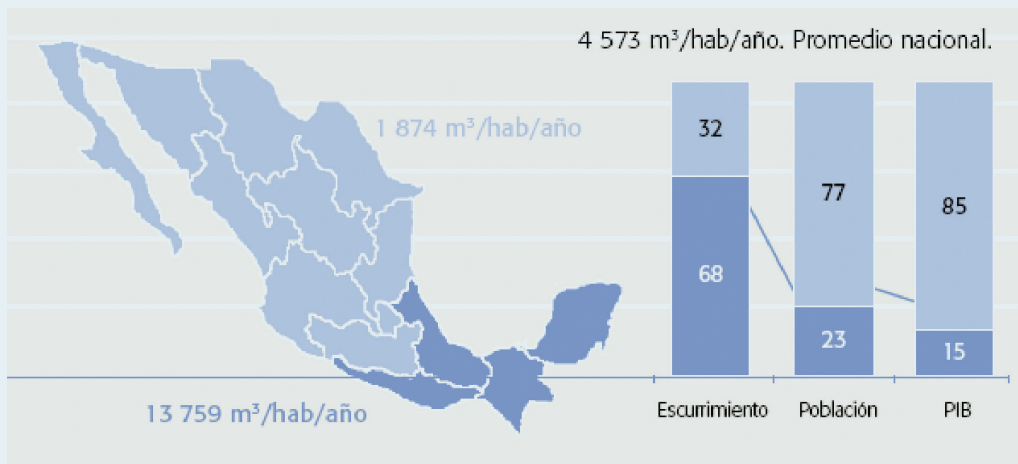 4 573 m³/hab/año. Promedio nacional.
1 874 m³/hab/año
13 759 m³/hab/año
32
77
85
68
23
15
Escurrimiento
Población
PIB